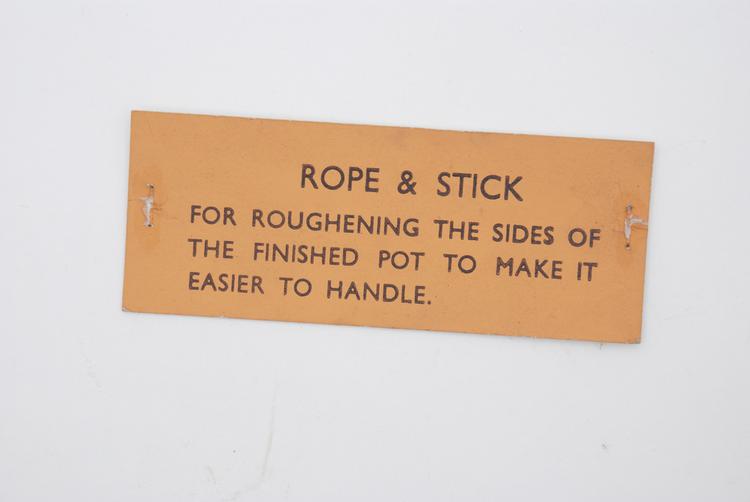 ROPE & STICK
FOR ROUGHENING THE SIDES OF
THE FINISHED POT TO MAKE IT
EASIER TO HANDLE.